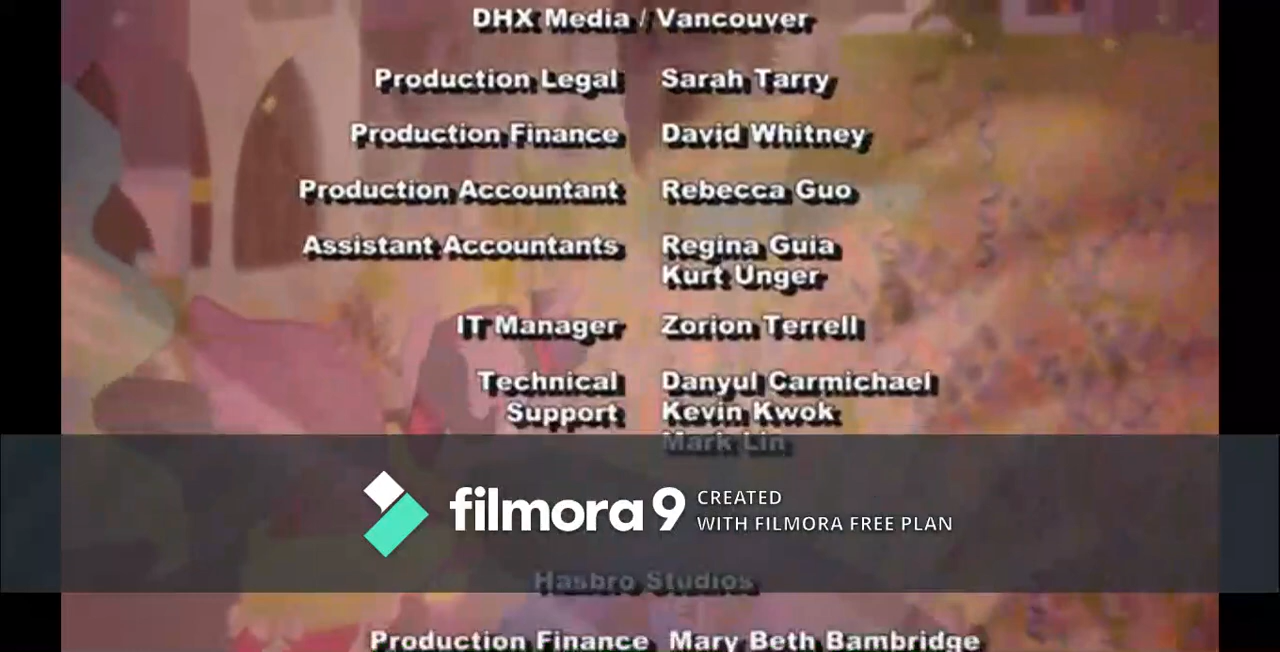 DHX Media / Vancouver
Production Legal Sarah Tarry
Production Finance David Whitney
Production Accountant Rebecca Guo
Assistant Accountants Regina Guia
Kurt Unger
IT Manager Zorion Terrell
Technical Danyul Carmichael
Support Kevin Kwok
Mark Lin
filmora 9 CREATED
WITH FILMORA FREE PLAN
Hasbro Studios
Production Finance Mary Beth Bambridge